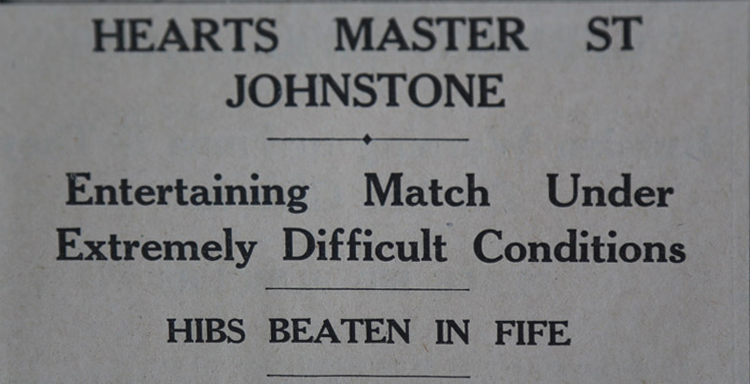 HEARTS MASTER ST
JOHNSTONE
Entertaining Match Under
Extremely Difficult Conditions
HIBS BEATEN IN FIFE